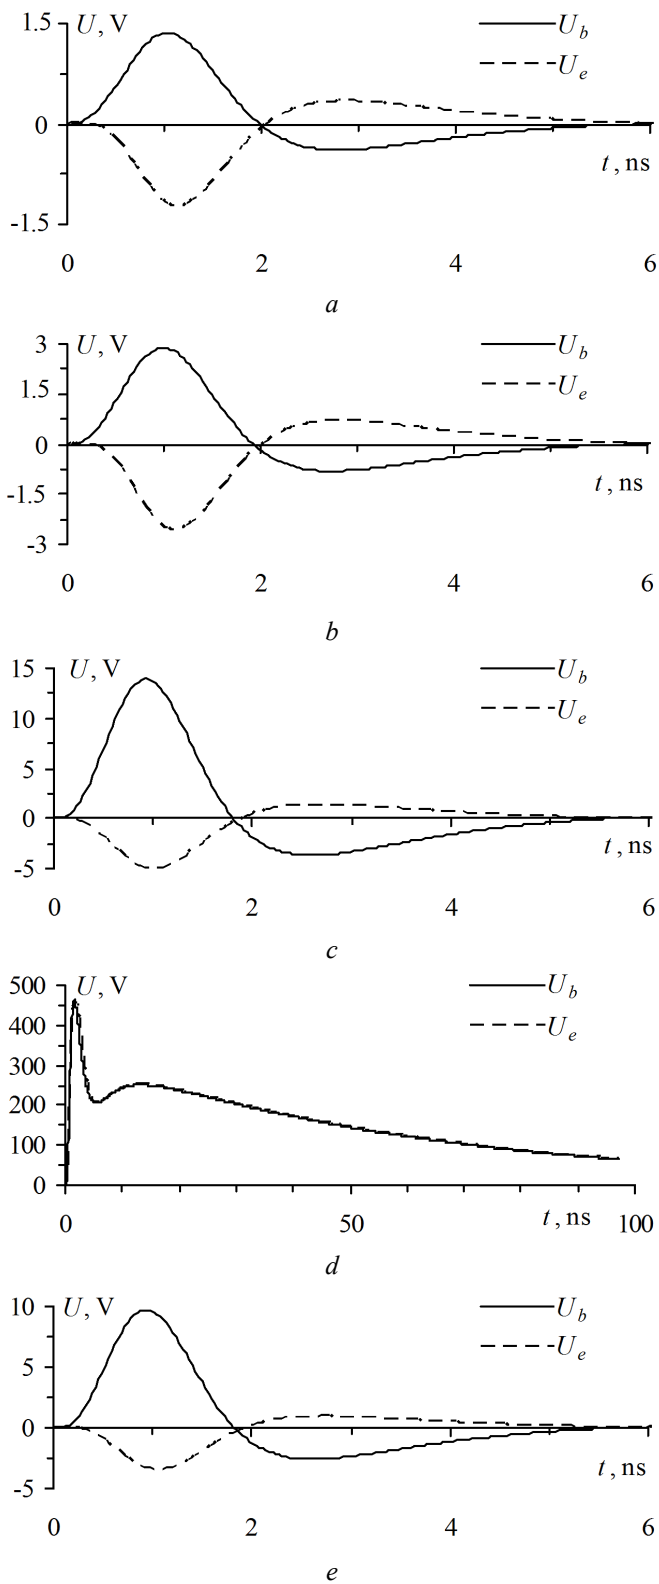 1.5 U, V U_b
U_e
0
t, ns
-1.5
0 2 4 6
a
3 U, V U_b
1.5 U_e
0
-1.5 t, ns
-3
0 2 4 6
b
15 U, V U_b
10 U_e
5
0
t, ns
-5
0 2 4 6
c
500 U, V U_b
400 U_e
300
200
100
0
0 50 t, ns 100
d
10 U, V U_b
5 U_e
0
t, ns
-5
0 2 4 6
e